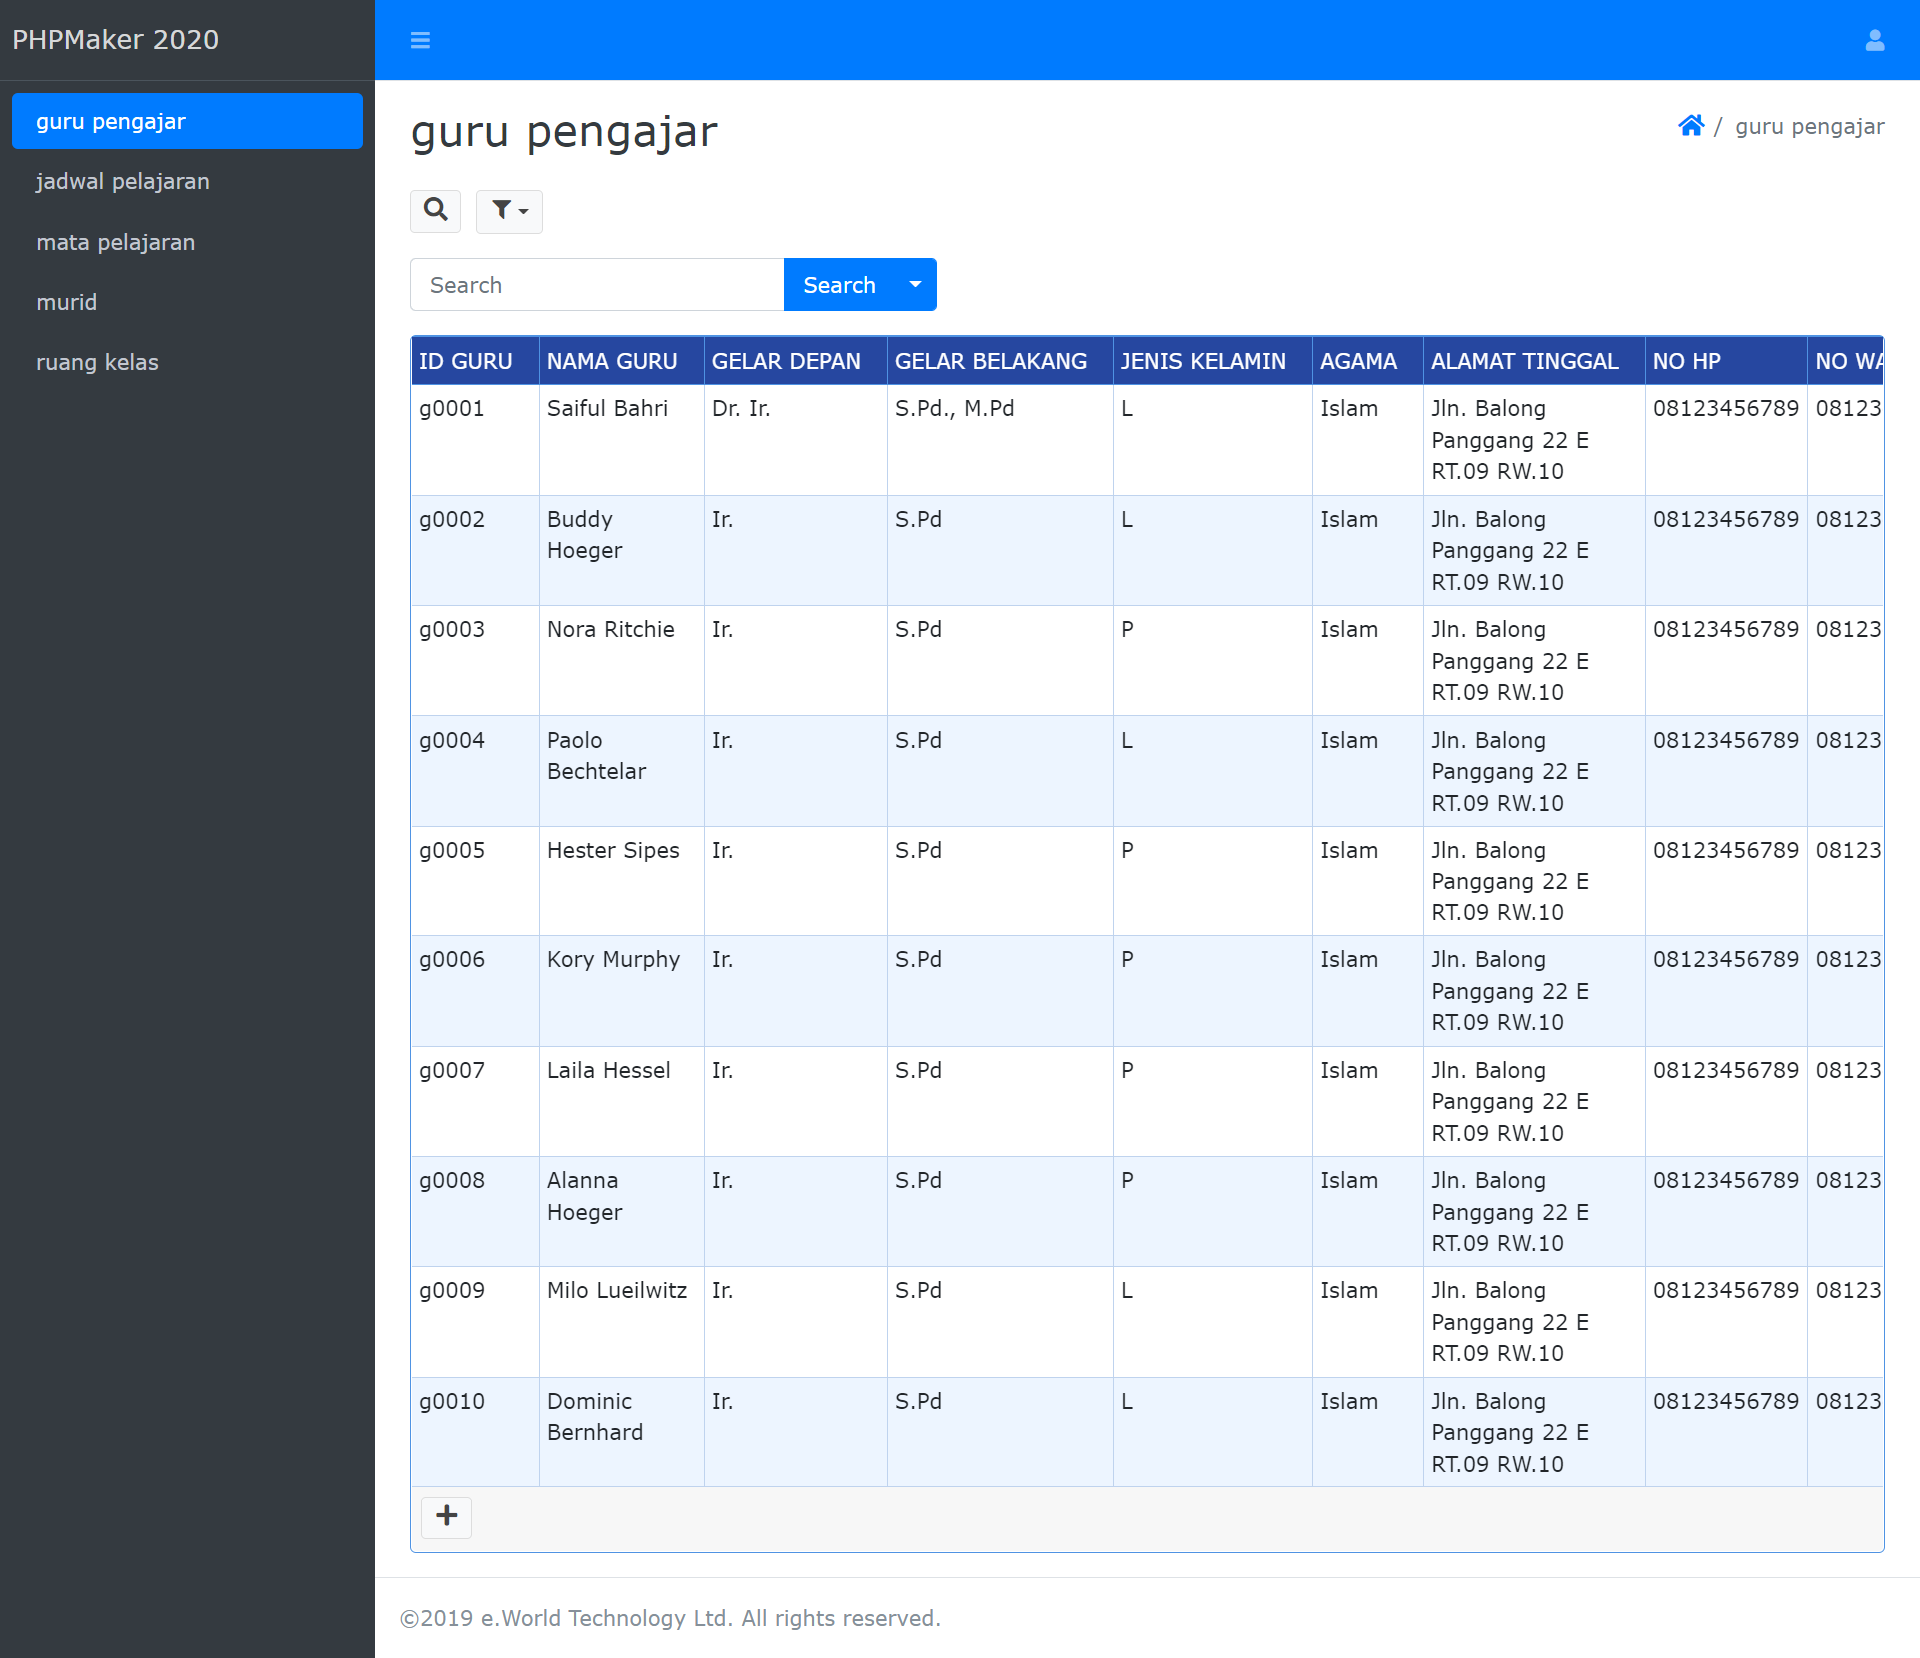 PHPMaker 2020
guru pengajar
jadwal pelajaran
mata pelajaran
murid
ruang kelas
guru pengajar
/ guru pengajar
Search
Search
ID GURU NAMA GURU GELAR DEPAN GELAR BELAKANG JENIS KELAMIN AGAMA ALAMAT TINGGAL NO HP NO WA
g0001 Saiful Bahri Dr. Ir. S.Pd., M.Pd L Islam Jln. Balong 08123456789 08123
Panggang 22 E
RT.09 RW.10
g0002 Buddy Ir. S.Pd L Islam Jln. Balong 08123456789 08123
Hoeger Panggang 22 E
RT.09 RW.10
g0003 Nora Ritchie Ir. S.Pd P Islam Jln. Balong 08123456789 08123
Panggang 22 E
RT.09 RW.10
g0004 Paolo Ir. S.Pd L Islam Jln. Balong 08123456789 08123
Bechtelar Panggang 22 E
RT.09 RW.10
g0005 Hester Sipes Ir. S.Pd P Islam Jln. Balong 08123456789 08123
Panggang 22 E
RT.09 RW.10
g0006 Kory Murphy Ir. S.Pd P Islam Jln. Balong 08123456789 08123
Panggang 22 E
RT.09 RW.10
g0007 Laila Hessel Ir. S.Pd P Islam Jln. Balong 08123456789 08123
Panggang 22 E
RT.09 RW.10
g0008 Alanna Ir. S.Pd P Islam Jln. Balong 08123456789 08123
Hoeger Panggang 22 E
RT.09 RW.10
g0009 Milo Lueilwitz Ir. S.Pd L Islam Jln. Balong 08123456789 08123
Panggang 22 E
RT.09 RW.10
g0010 Dominic Ir. S.Pd L Islam Jln. Balong 08123456789 08123
Bernhard Panggang 22 E
RT.09 RW.10
©2019 e.World Technology Ltd. All rights reserved.